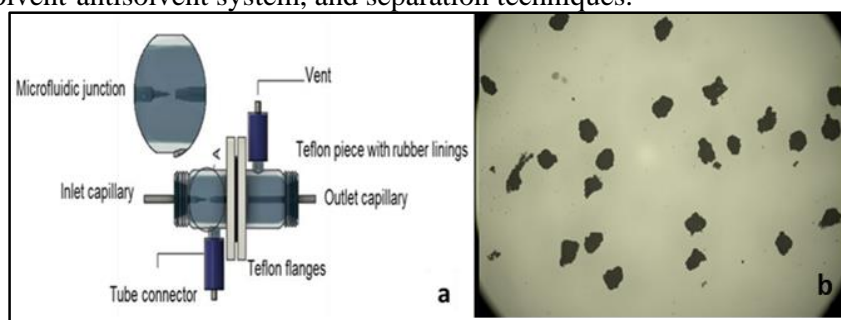 solvent-antisolvent system, and separation techniques.
Microfluidic junction
Vent
A
Teflon piece with rubber linings
Inlet capillary
Outlet capillary
Teflon flanges
Tube connector
a
b